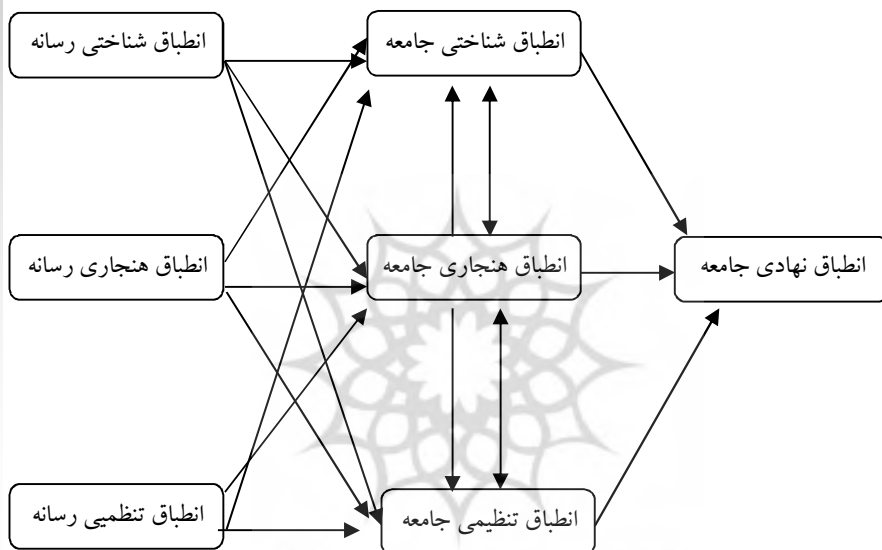 انطباق شناختی رسانه
انطباق شناختی جامعه
انطباق هنجاری رسانه
انطباق هنجاری جامعه
انطباق نهادی جامعه
انطباق تنظمیی رسانه
انطباق تنظیمی جامعه